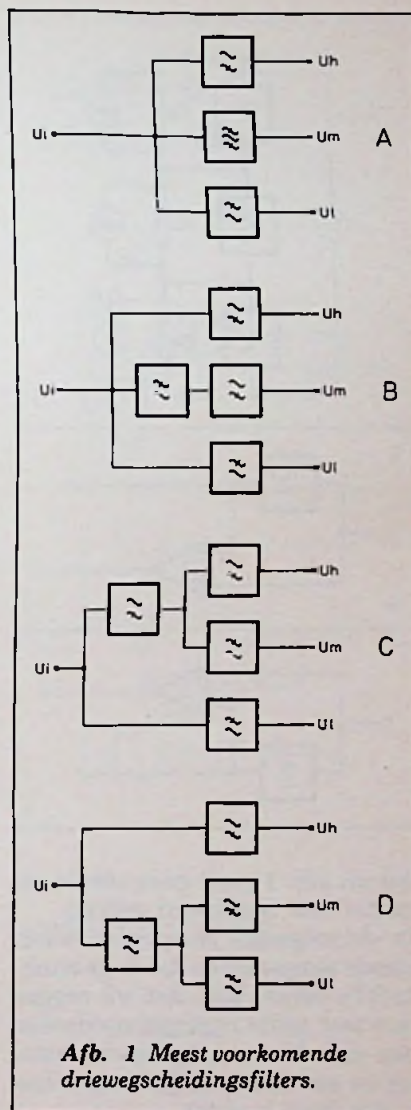 Uh
Ui Um A
Ul
Uh
Ui Um B
Ul
Uh
Um C
Ui
Ul
Uh
Ui
Um D
Ul
Afb. 1 Meest voorkomende
driewegscheidingsfilters.